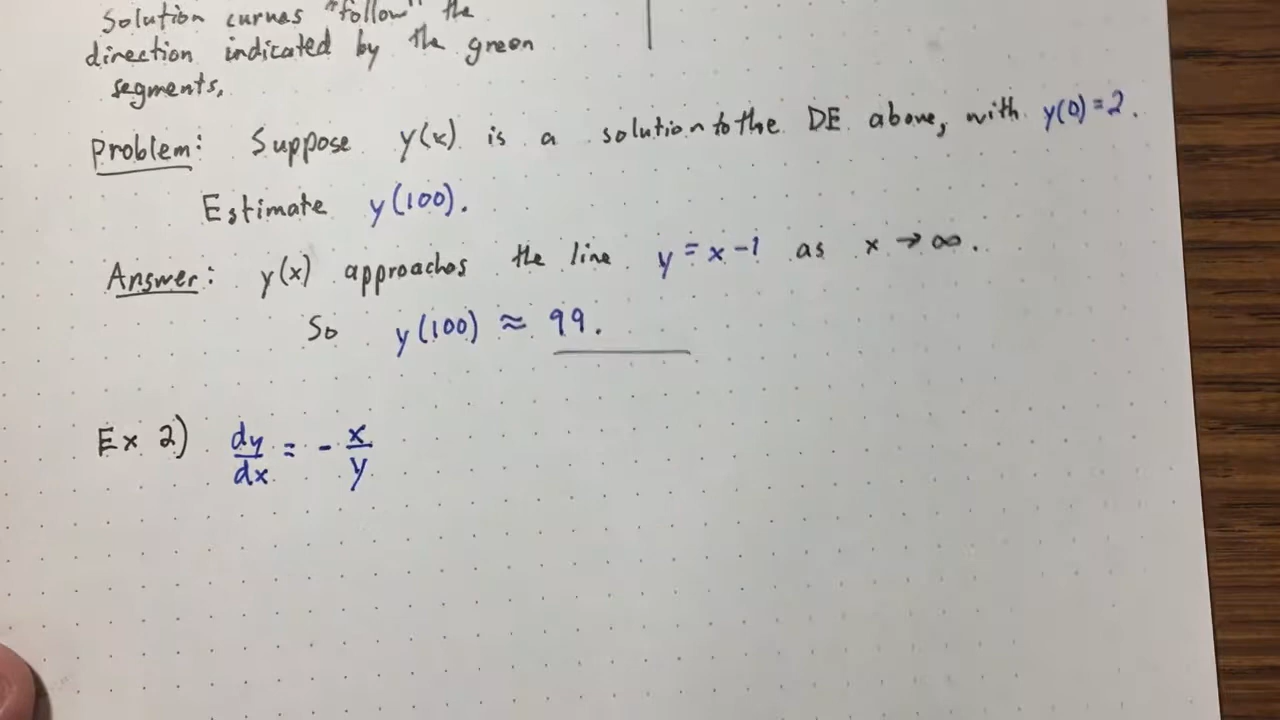 Solution curves "follow" the
direction indicated by the green
segments.
Problem: Suppose y(x) is a solution to the DE above, with y(0) = 2.
Estimate y(100).
Answer: y(x) approaches the line y = x - 1 as x → ∞.
So y(100) ≈ 99.
Ex 2) dy/dx = - x/y